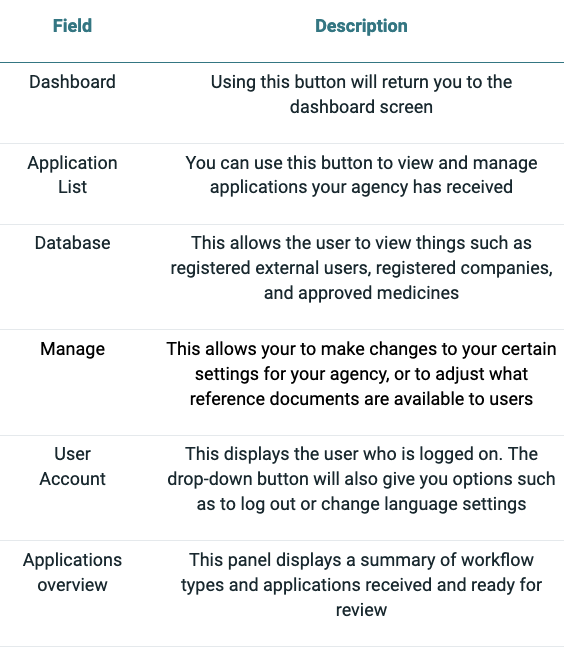 Field Description
Dashboard Using this button will return you to the
dashboard screen
Application You can use this button to view and manage
List applications your agency has received
Database This allows the user to view things such as
registered external users, registered companies,
and approved medicines
Manage This allows your to make changes to your certain
settings for your agency, or to adjust what
reference documents are available to users
User This displays the user who is logged on. The
Account drop-down button will also give you options such
as to log out or change language settings
Applications This panel displays a summary of workflow
overview types and applications received and ready for
review